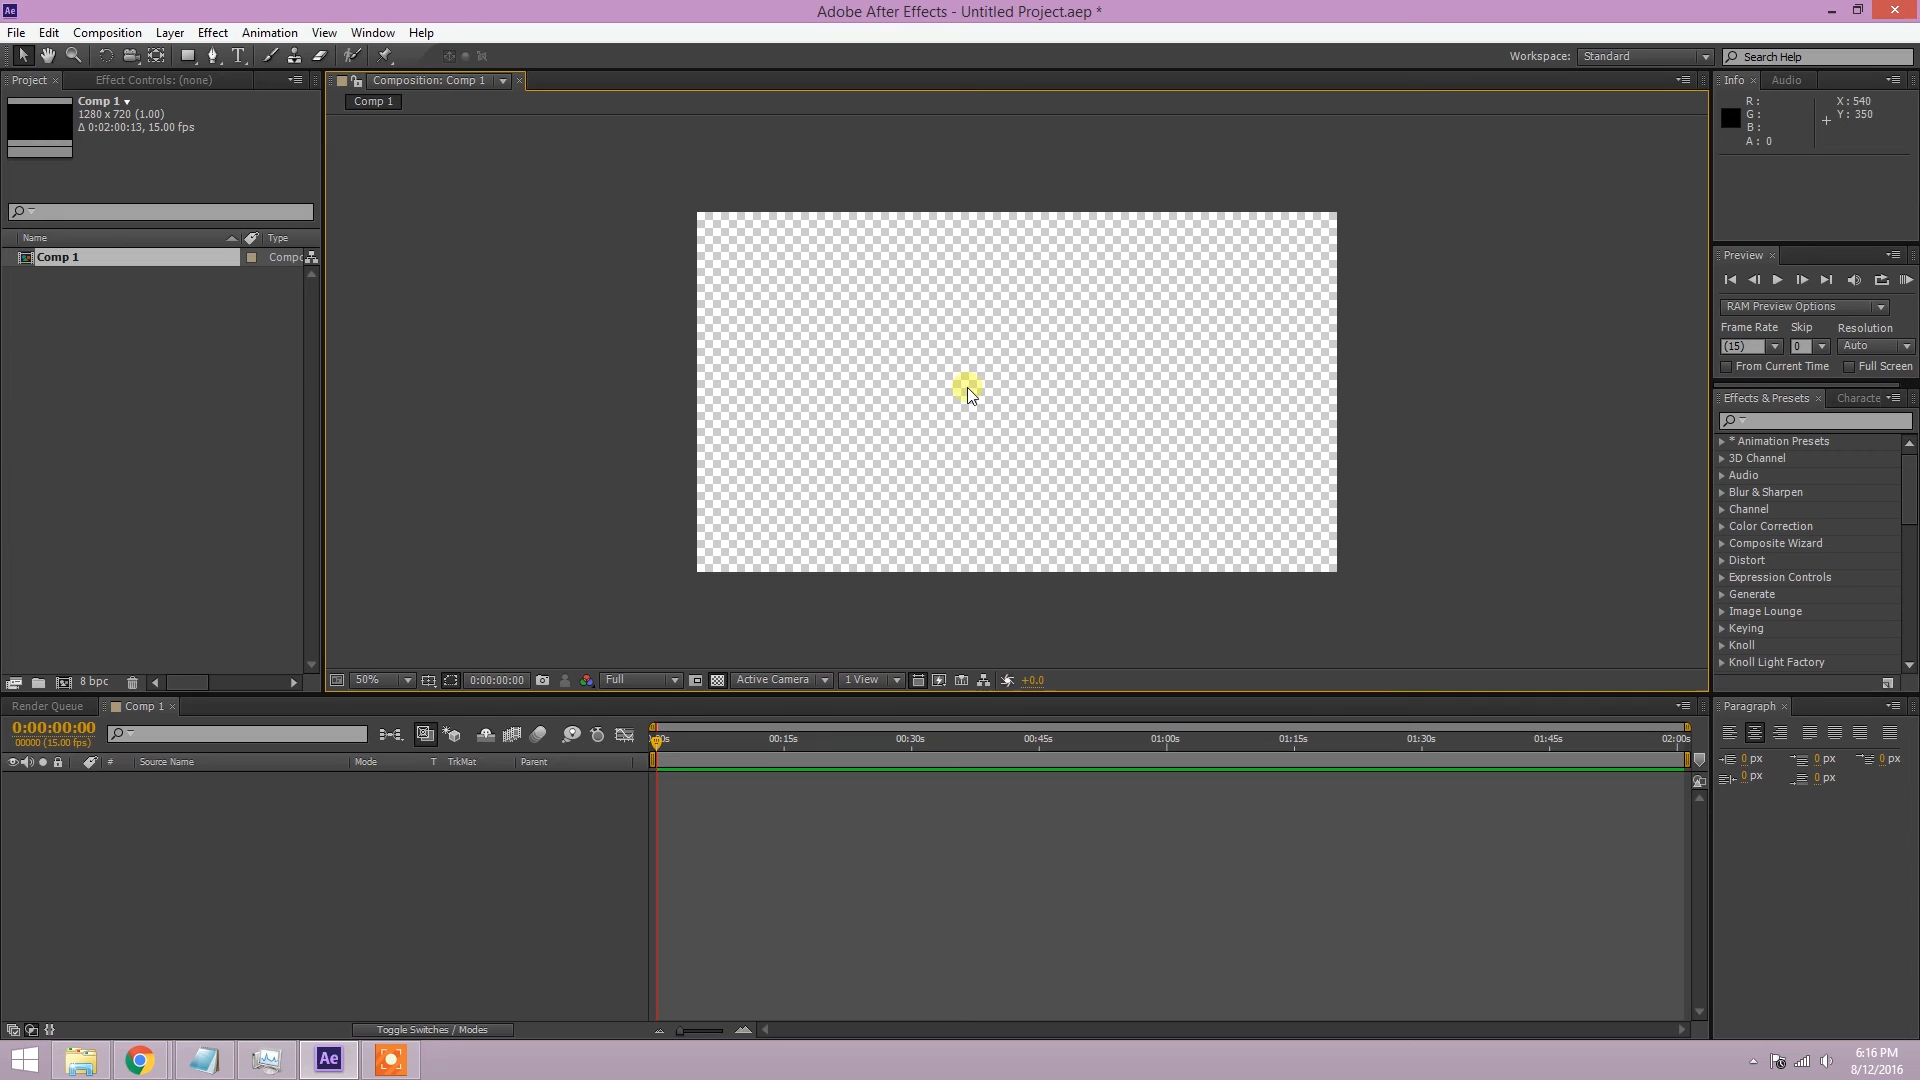 Ae Adobe After Effects - Untitled Project.aep *
File Edit Composition Layer Effect Animation View Window Help
T Workspace: Standard Search Help
Project × Effect Controls: (none)
Composition: Comp 1
Info × Audio
Comp 1
1280 x 720 (1.00)
Δ 0:02:00:13, 15.00 fps
Comp 1
R :
G :
B :
A : 0
X : 540
Y : 350
Name Type
Comp 1 Compo
Preview ×
RAM Preview Options
Frame Rate Skip Resolution
(15) 0 Auto
From Current Time Full Screen
Effects & Presets × Characte
* Animation Presets
3D Channel
Audio
Blur & Sharpen
Channel
Color Correction
Composite Wizard
Distort
Expression Controls
Generate
Image Lounge
Keying
Knoll
Knoll Light Factory
8 bpc
50% 0:00:00:00 Full Active Camera 1 View +0.0
Render Queue Comp 1 ×
Paragraph ×
0:00:00:00
00000 (15.00 fps)
00s 00:15s 00:30s 00:45s 01:00s 01:15s 01:30s 01:45s 02:00s
# Source Name Mode T TrkMat Parent
0 px 0 px 0 px
0 px 0 px
Toggle Switches / Modes
Ae
6:16 PM
8/12/2016